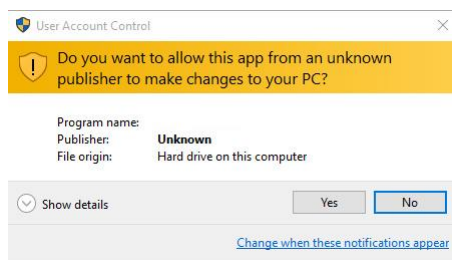 User Account Control
Do you want to allow this app from an unknown
publisher to make changes to your PC?
Program name:
Publisher: Unknown
File origin: Hard drive on this computer
Show details
Yes No
Change when these notifications appear